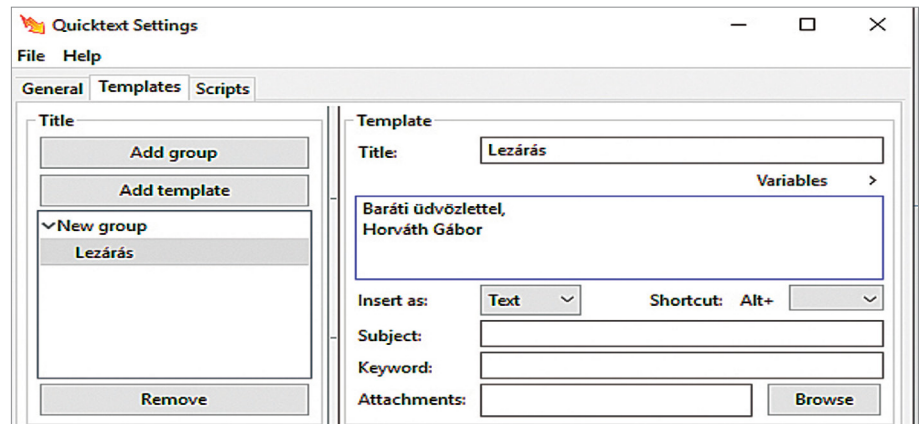 Quicktext Settings
File Help
General Templates Scripts
Title
Add group
Add template
New group
Lezárás
Remove
Template
Title: Lezárás
Variables >
Baráti üdvözlettel,
Horváth Gábor
Insert as: Text Shortcut: Alt+
Subject:
Keyword:
Attachments: Browse